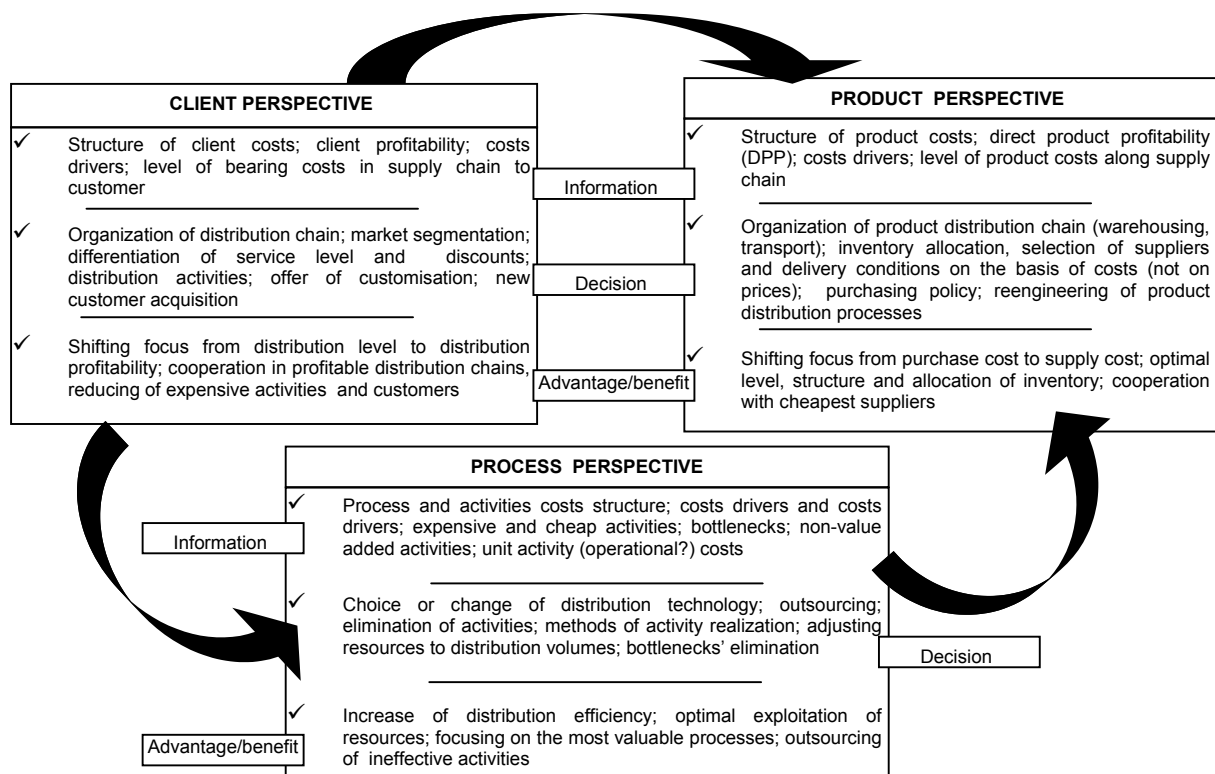 CLIENT PERSPECTIVE
✓ Structure of client costs; client profitability; costs
drivers; level of bearing costs in supply chain to
customer
✓ Organization of distribution chain; market segmentation;
differentiation of service level and discounts;
distribution activities; offer of customisation; new
customer acquisition
✓ Shifting focus from distribution level to distribution
profitability; cooperation in profitable distribution chains,
reducing of expensive activities and customers
Information
Decision
Advantage/benefit
PRODUCT PERSPECTIVE
✓ Structure of product costs; direct product profitability
(DPP); costs drivers; level of product costs along supply
chain
✓ Organization of product distribution chain (warehousing,
transport); inventory allocation, selection of suppliers
and delivery conditions on the basis of costs (not on
prices); purchasing policy; reengineering of product
distribution processes
✓ Shifting focus from purchase cost to supply cost; optimal
level, structure and allocation of inventory; cooperation
with cheapest suppliers
PROCESS PERSPECTIVE
Information
✓ Process and activities costs structure; costs drivers and costs
drivers; expensive and cheap activities; bottlenecks; non-value
added activities; unit activity (operational?) costs
✓ Choice or change of distribution technology; outsourcing;
elimination of activities; methods of activity realization; adjusting
resources to distribution volumes; bottlenecks' elimination
Decision
✓ Increase of distribution efficiency; optimal exploitation of
resources; focusing on the most valuable processes; outsourcing
of ineffective activities
Advantage/benefit